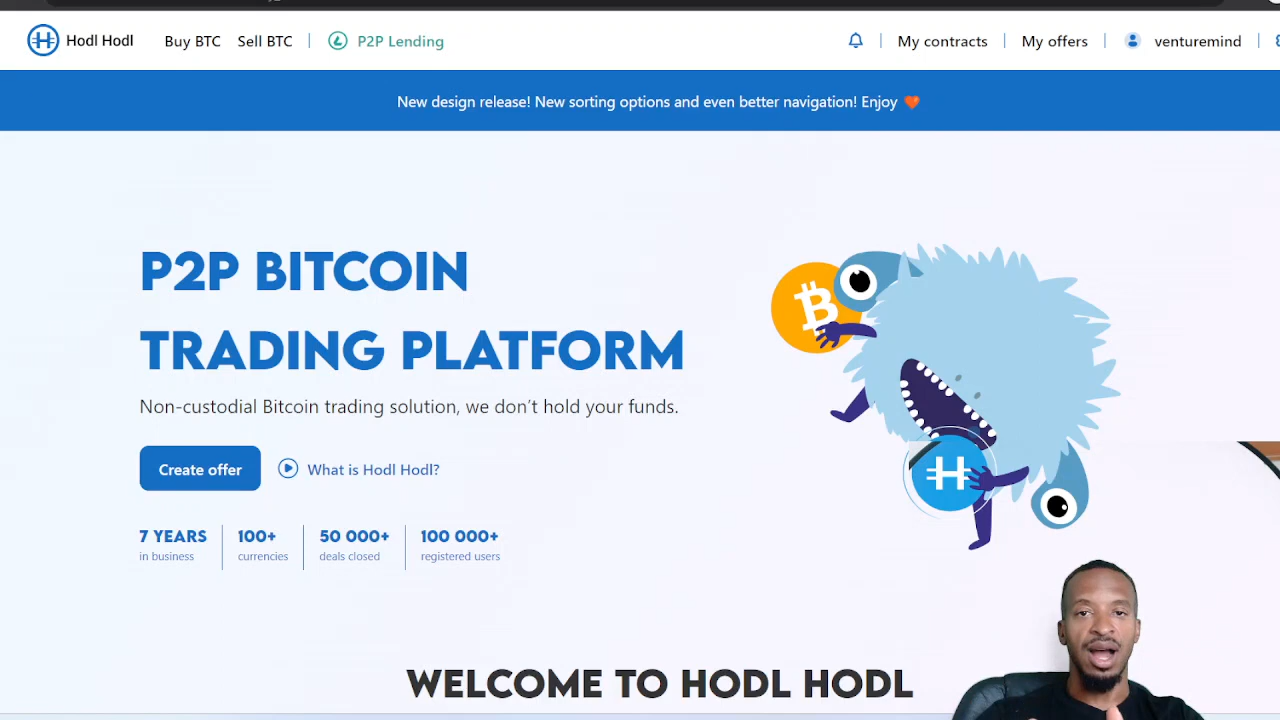 Hodl Hodl Buy BTC Sell BTC P2P Lending My contracts My offers venturemind
New design release! New sorting options and even better navigation! Enjoy
P2P BITCOIN
TRADING PLATFORM
Non-custodial Bitcoin trading solution, we don't hold your funds.
Create offer What is Hodl Hodl?
7 YEARS 100+ 50 000+ 100 000+
in business currencies deals closed registered users
WELCOME TO HODL HODL